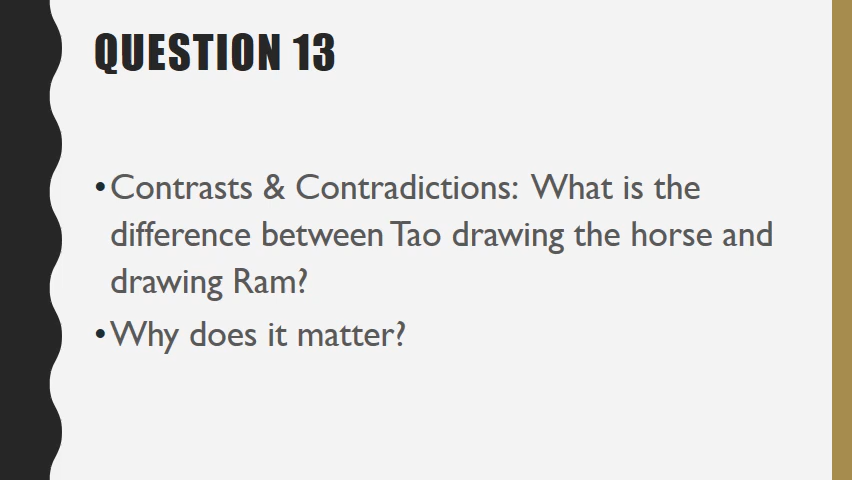 QUESTION 13
•Contrasts & Contradictions: What is the
difference between Tao drawing the horse and
drawing Ram?
•Why does it matter?